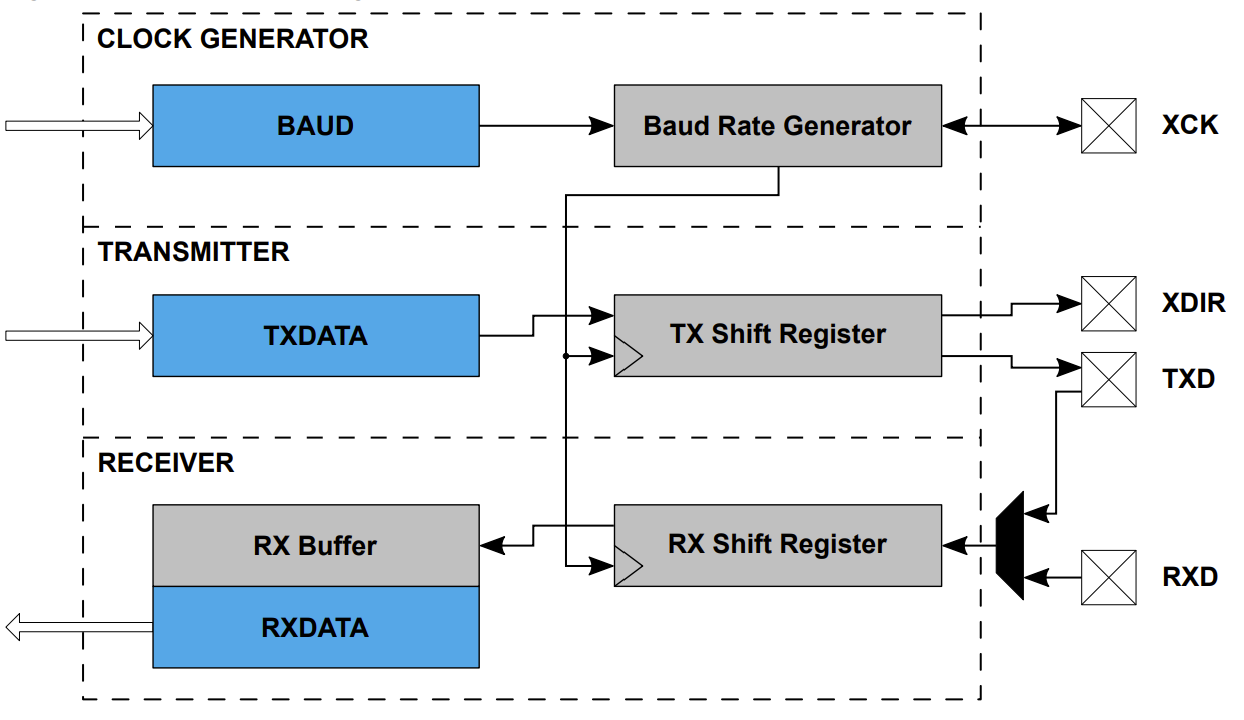 CLOCK GENERATOR
BAUD
Baud Rate Generator
XCK
TRANSMITTER
TXDATA
TX Shift Register
XDIR
TXD
RECEIVER
RX Buffer
RX Shift Register
RXD
RXDATA